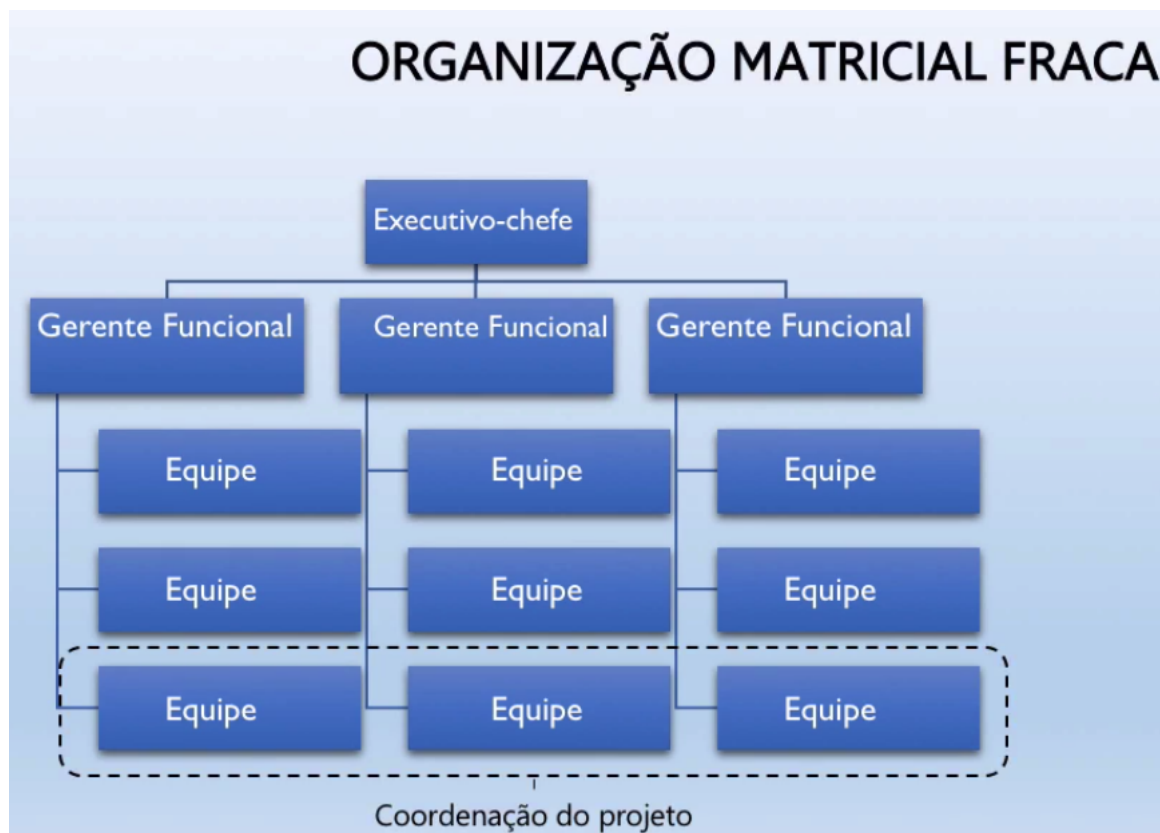 ORGANIZAÇÃO MATRICIAL FRACA
Executivo-chefe
Gerente Funcional
Gerente Funcional
Gerente Funcional
Equipe
Equipe
Equipe
Equipe
Equipe
Equipe
Equipe
Equipe
Equipe
Coordenação do projeto